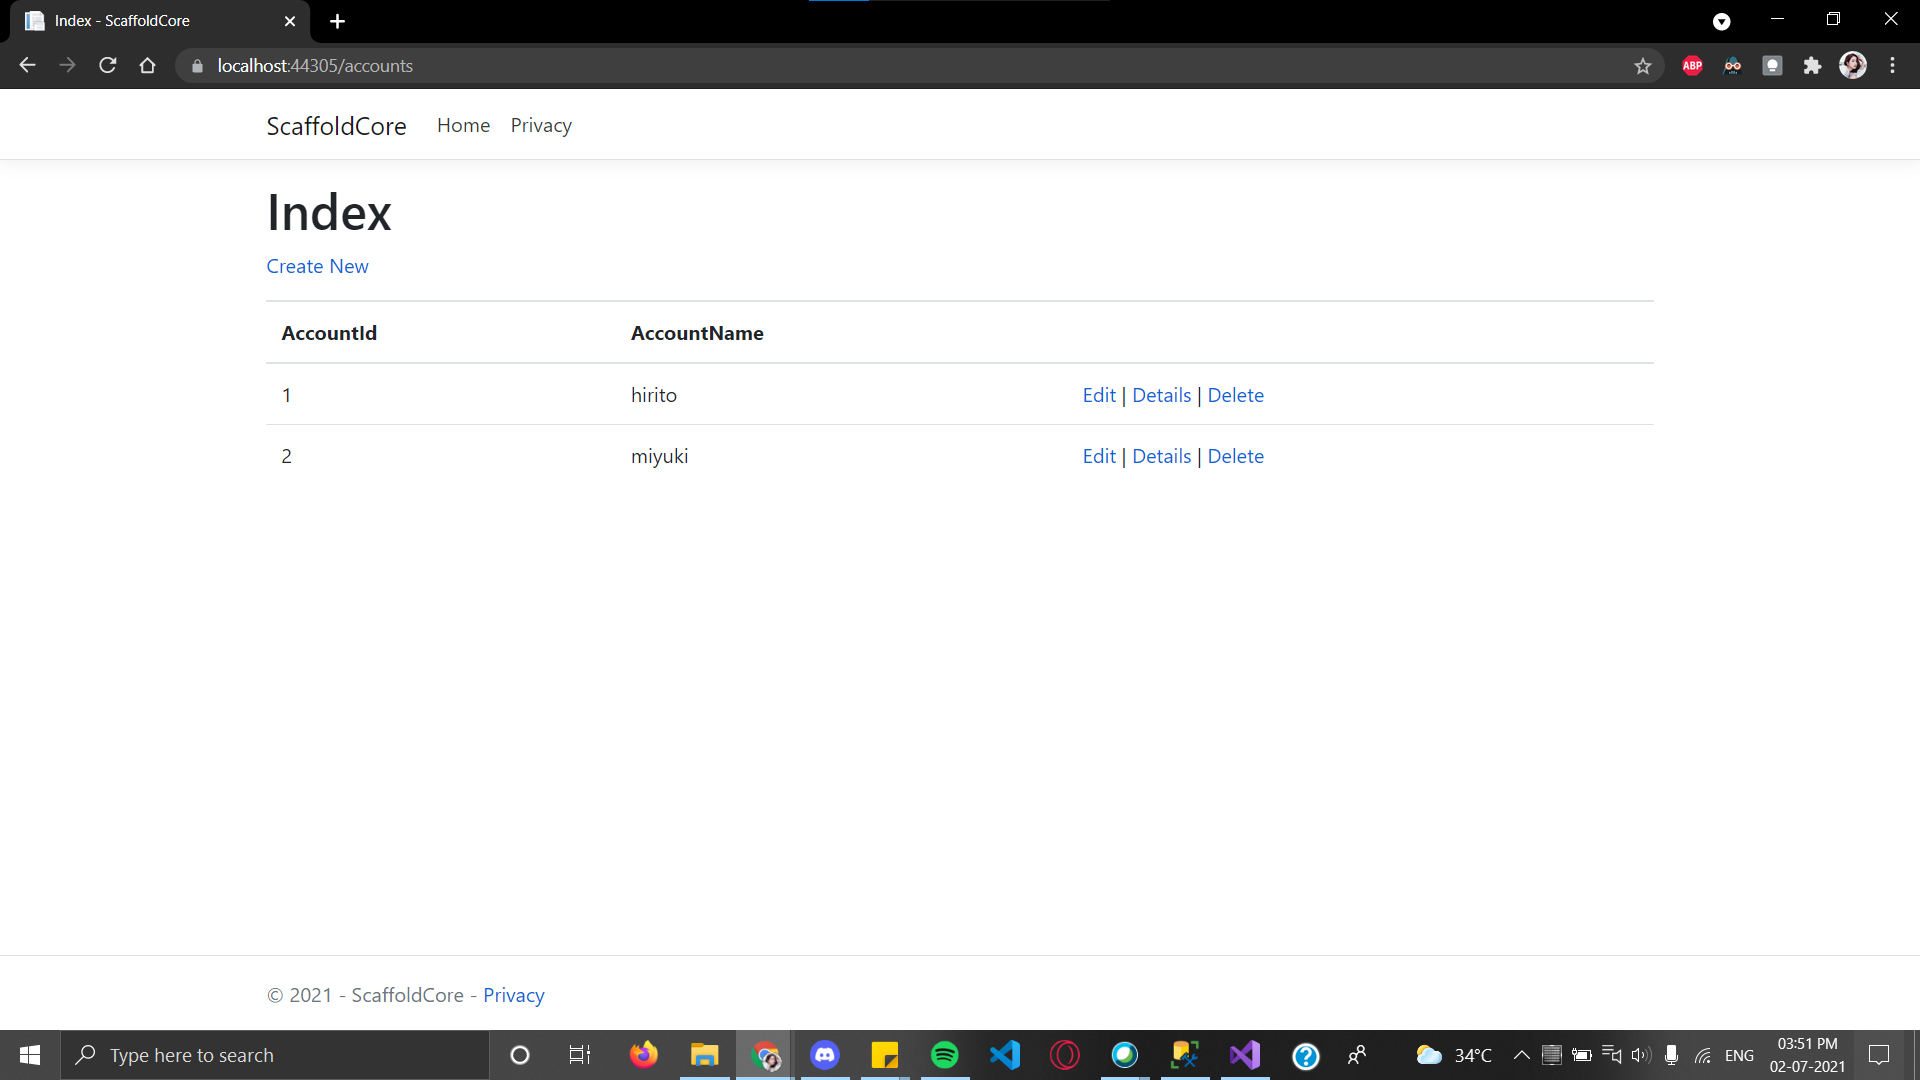 Index - ScaffoldCore
localhost:44305/accounts
ABP
ScaffoldCore Home Privacy
Index
Create New
AccountId AccountName
1 hirito Edit | Details | Delete
2 miyuki Edit | Details | Delete
© 2021 - ScaffoldCore - Privacy
Type here to search
34°C
ENG
03:51 PM
02-07-2021